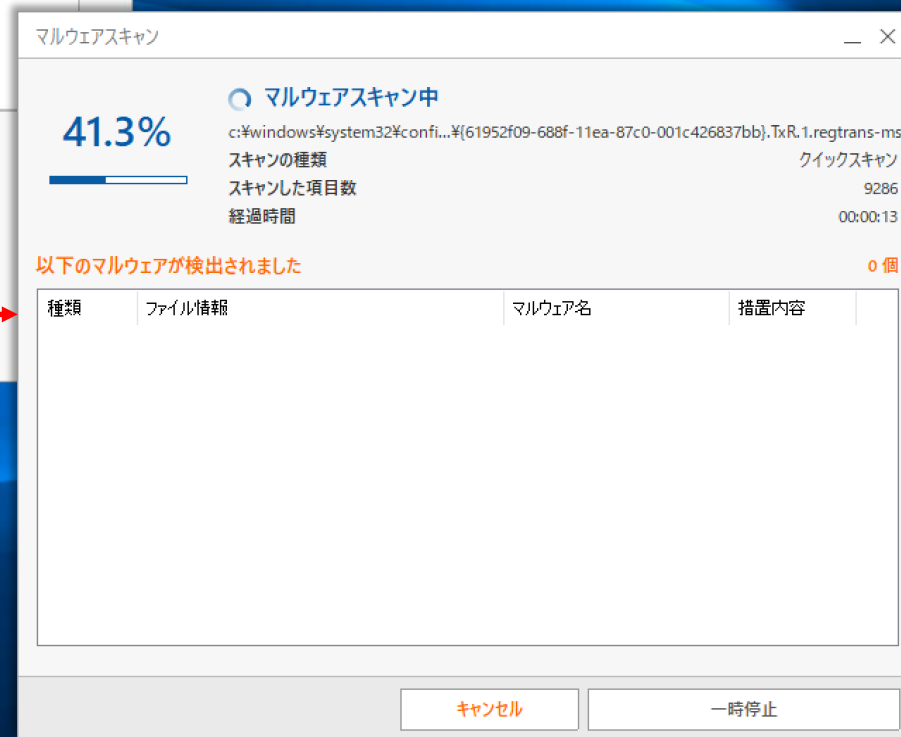 マルウェアスキャン
マルウェアスキャン中
41.3%
c:¥windows¥system32¥confi...¥{61952f09-688f-11ea-87c0-001c426837bb}.TxR.1.regtrans-ms
スキャンの種類 クイックスキャン
スキャンした項目数 9286
経過時間 00:00:13
以下のマルウェアが検出されました 0 個
種類 ファイル情報 マルウェア名 措置内容
キャンセル 一時停止